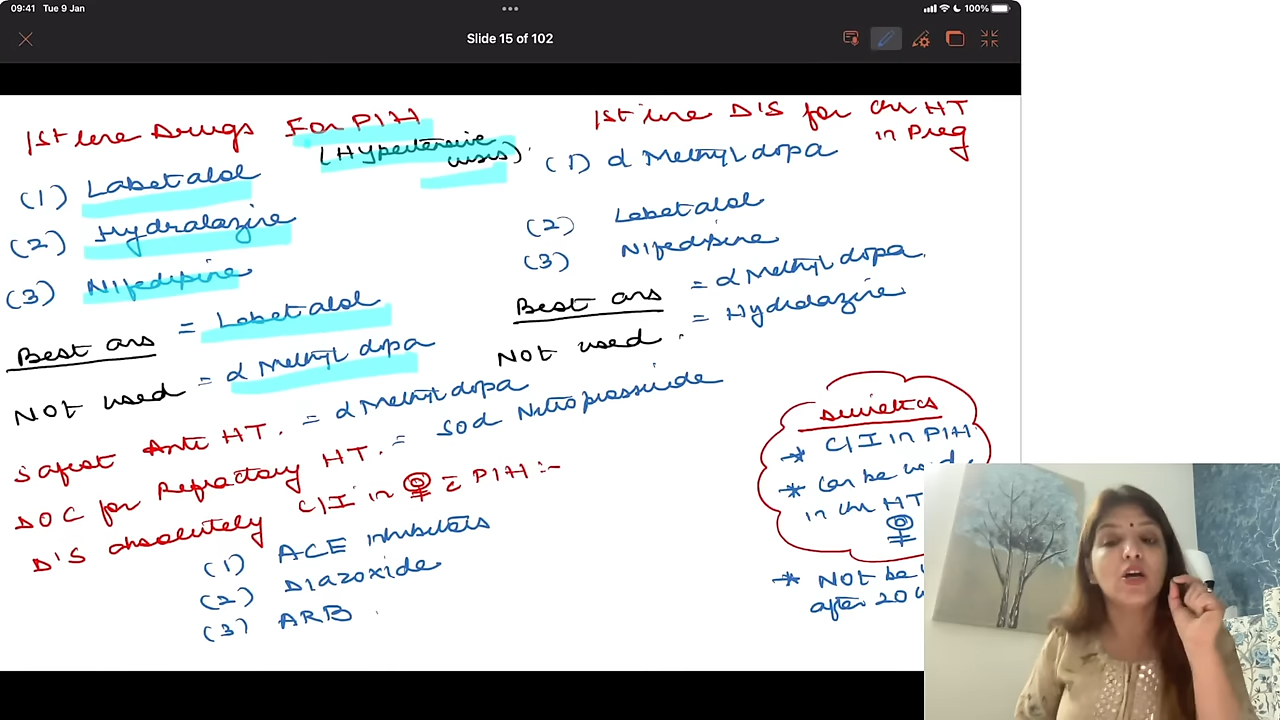 09:41 Tue 9 Jan
100%
Slide 15 of 102
1st line Drugs For PIH
(Hypertensive crisis)
(1) Labetalol
(2) Hydralazine
(3) Nifedipine
Best ans = Labetalol
NOT used = α Methyl dopa
1st line D'S for chr HT
in Preg
(1) α Methyl dopa
(2) Labetalol
(3) Nifedipine
Best ans = α Methyl dopa
NOT used = Hydralazine
Safest Anti HT. = α Methyl dopa
DOC for Refractory HT. = Sod Nitroprusside
D'S absolutely C/I in ♀ c̄ PIH :-
(1) ACE inhibitors
(2) Diazoxide
(3) ARB
Diuretics
* C/I in PIH
* Can be used
in chr HT
♀
* NOT be
after 20